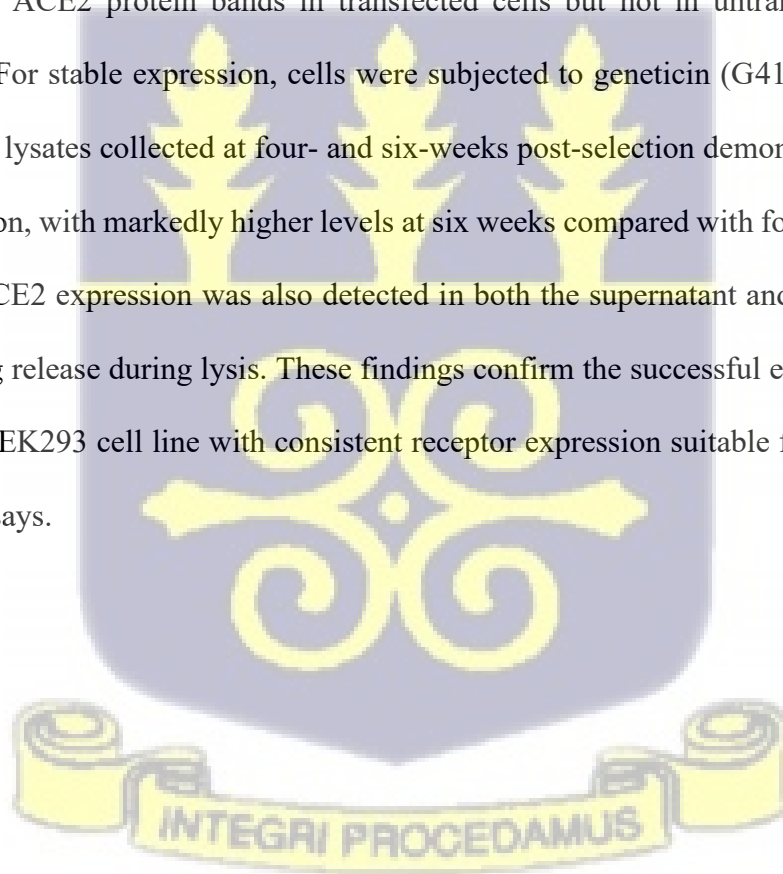 ACE2 protein bands in transfected cells but not in untran
For stable expression, cells were subjected to geneticin (G41
lysates collected at four- and six-weeks post-selection demon
on, with markedly higher levels at six weeks compared with fo
CE2 expression was also detected in both the supernatant and
g release during lysis. These findings confirm the successful e
EK293 cell line with consistent receptor expression suitable f
says.
INTEGRI PROCEDAMUS